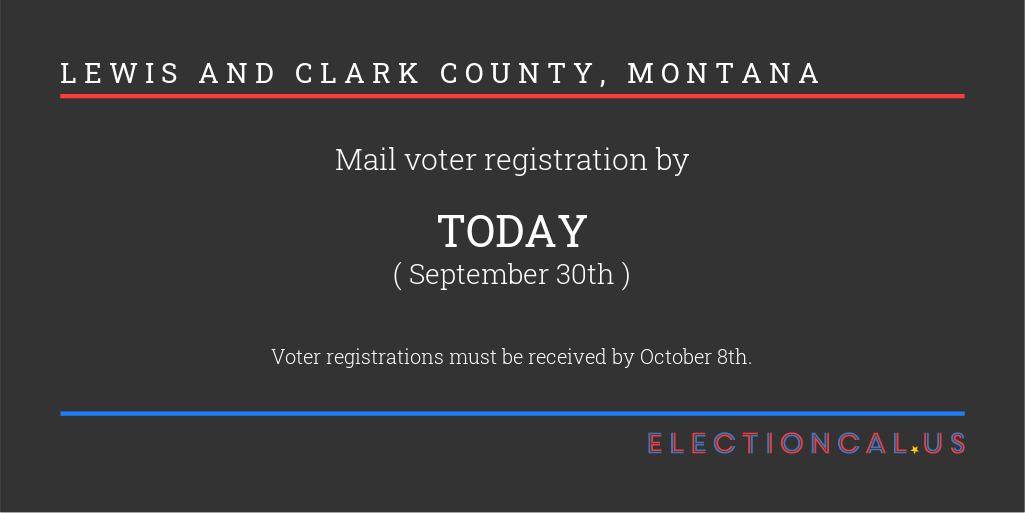 LEWIS AND CLARK COUNTY, MONTANA
Mail voter registration by
TODAY
( September 30th )
Voter registrations must be received by October 8th.
ELECTIONCAL.US